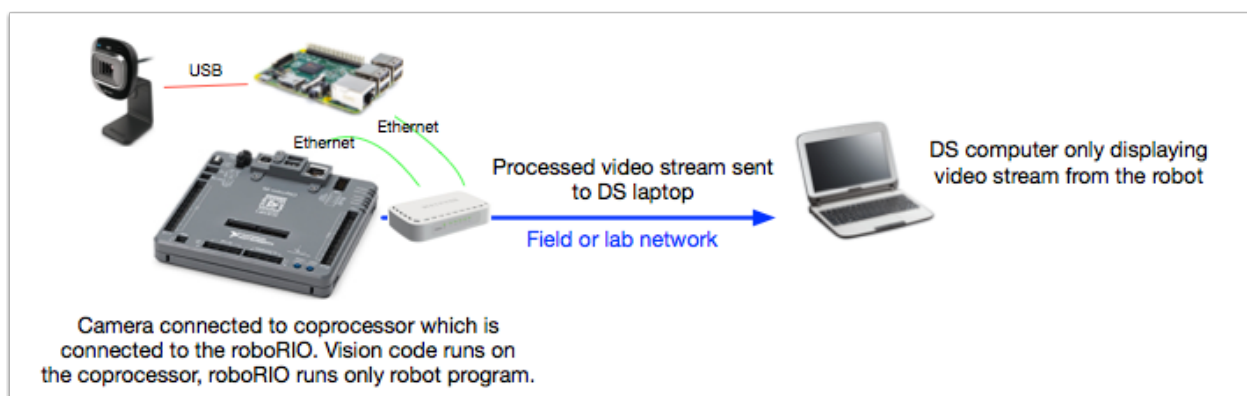 USB
Ethernet
Ethernet
Processed video stream sent
to DS laptop
Field or lab network
DS computer only displaying
video stream from the robot
Camera connected to coprocessor which is
connected to the roboRIO. Vision code runs on
the coprocessor, roboRIO runs only robot program.